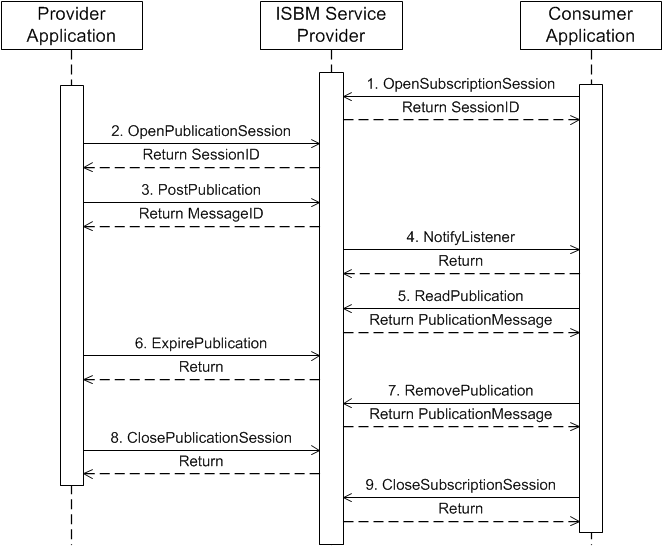 Provider
Application
ISBM Service
Provider
Consumer
Application
1. OpenSubscriptionSession
Return SessionID
2. OpenPublicationSession
Return SessionID
3. PostPublication
Return MessageID
4. NotifyListener
Return
5. ReadPublication
Return PublicationMessage
6. ExpirePublication
Return
7. RemovePublication
Return PublicationMessage
8. ClosePublicationSession
Return
9. CloseSubscriptionSession
Return